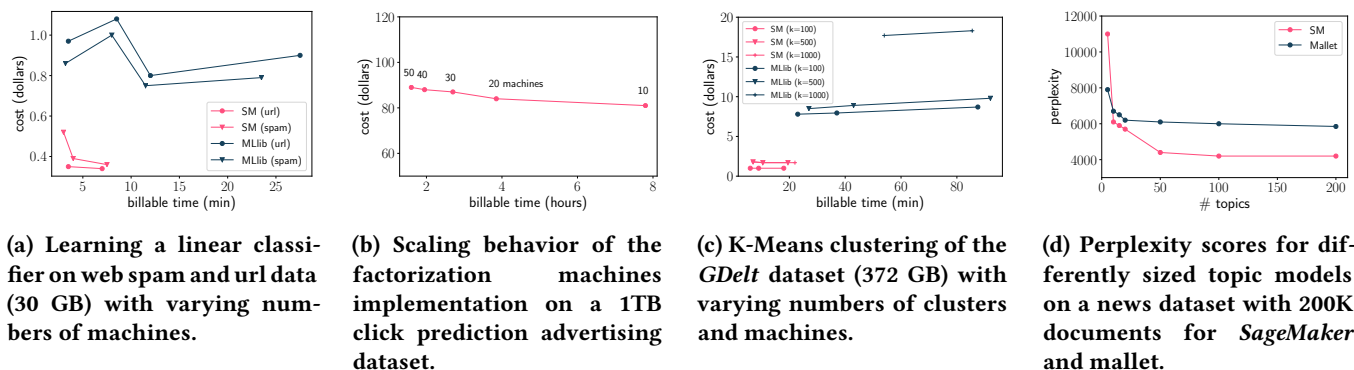 cost (dollars)
1.0
0.8
0.6
0.4
SM (url)
SM (spam)
MLlib (url)
MLlib (spam)
5 10 15 20 25
billable time (min)
(a) Learning a linear classi-
fier on web spam and url data
(30 GB) with varying num-
bers of machines.
cost (dollars)
120
100
80
60
50 40 30 20 machines 10
2 4 6 8
billable time (hours)
(b) Scaling behavior of the
factorization machines
implementation on a 1TB
click prediction advertising
dataset.
cost (dollars)
20
15
10
5
0
SM (k=100)
SM (k=500)
SM (k=1000)
MLlib (k=100)
MLlib (k=500)
MLlib (k=1000)
20 40 60 80
billable time (min)
(c) K-Means clustering of the
GDelt dataset (372 GB) with
varying numbers of clusters
and machines.
perplexity
12000
10000
8000
6000
4000
SM
Mallet
0 50 100 150 200
# topics
(d) Perplexity scores for dif-
ferently sized topic models
on a news dataset with 200K
documents for SageMaker
and mallet.